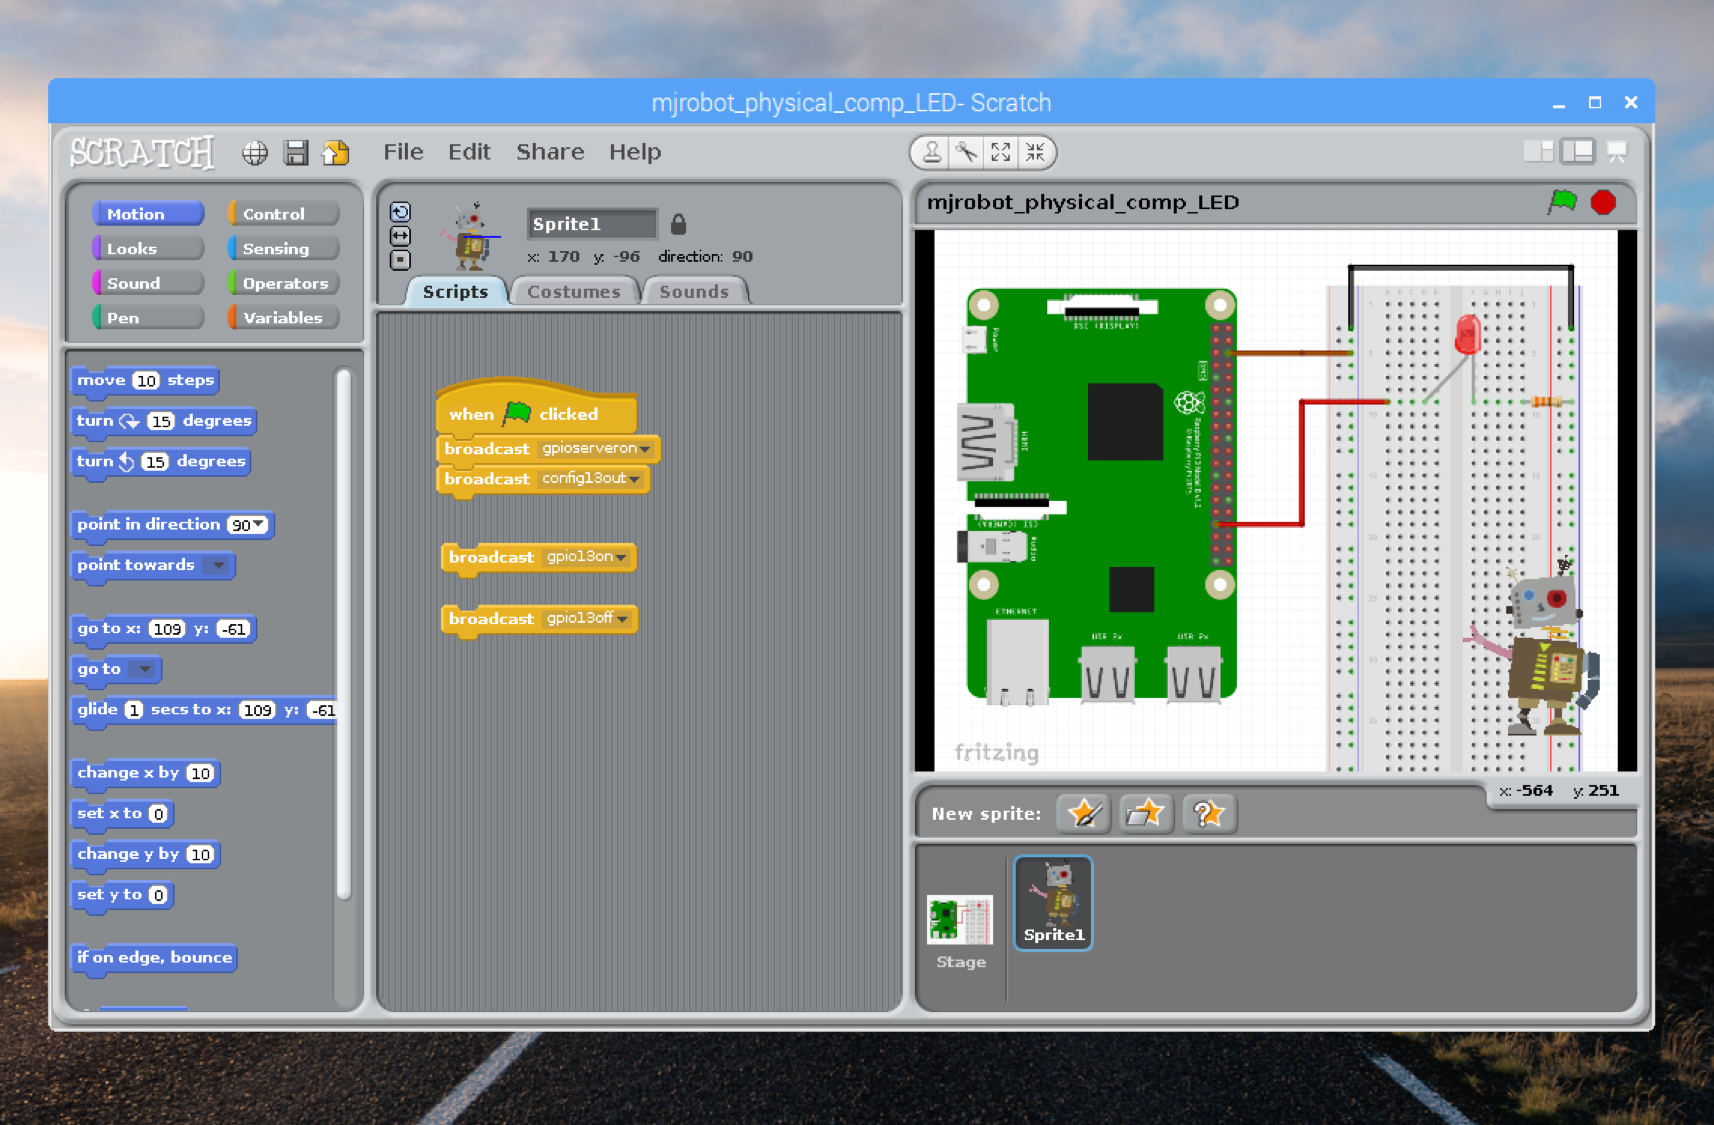 mjrobot_physical_comp_LED- Scratch
SCRATCH
File Edit Share Help
Motion Control
Looks Sensing
Sound Operators
Pen Variables
move 10 steps
turn 15 degrees
turn 15 degrees
point in direction 90
point towards
go to x: 109 y: -61
go to
glide 1 secs to x: 109 y: -61
change x by 10
set x to 0
change y by 10
set y to 0
if on edge, bounce
Sprite1
x: 170 y: -96 direction: 90
Scripts Costumes Sounds
when clicked
broadcast gpioserveron
broadcast config13out
broadcast gpio13on
broadcast gpio13off
mjrobot_physical_comp_LED
DSI (DISPLAY)
Power
HDMI
CSI (CAMERA)
Audio
ETHERNET
USB 2x
USB 2x
fritzing
x: -564 y: 251
New sprite:
Sprite1
Stage